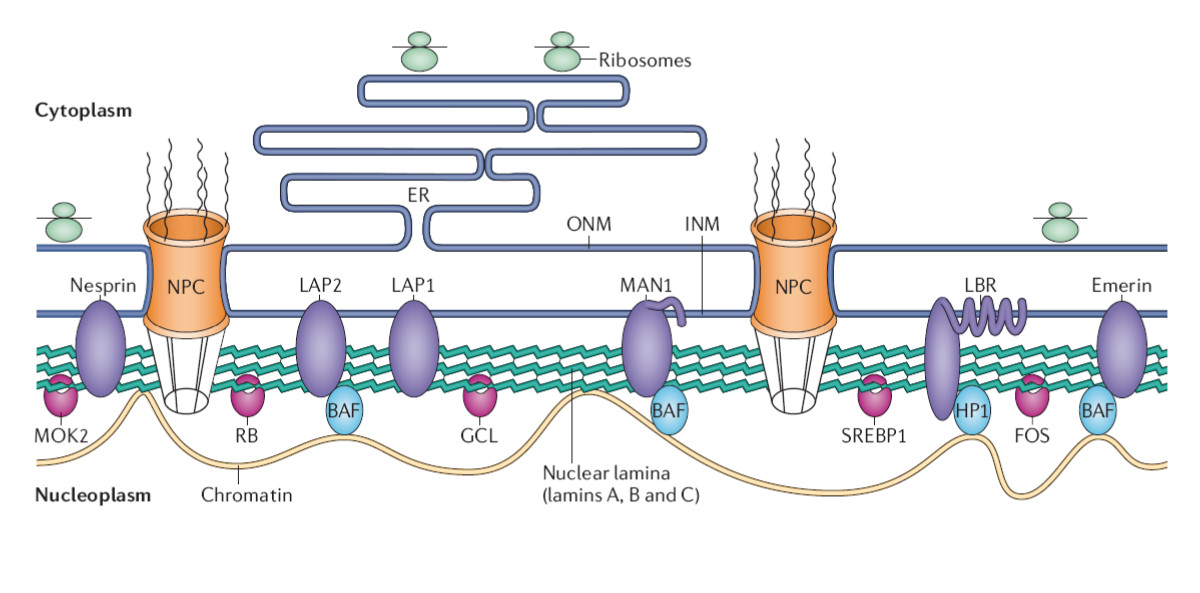 Ribosomes
Cytoplasm
ER
ONM
INM
Nesprin
NPC
LAP2
LAP1
MAN1
NPC
LBR
Emerin
BAF
BAF
HP1
BAF
MOK2
RB
GCL
SREBP1
FOS
Nuclear lamina
(lamins A, B and C)
Nucleoplasm
Chromatin